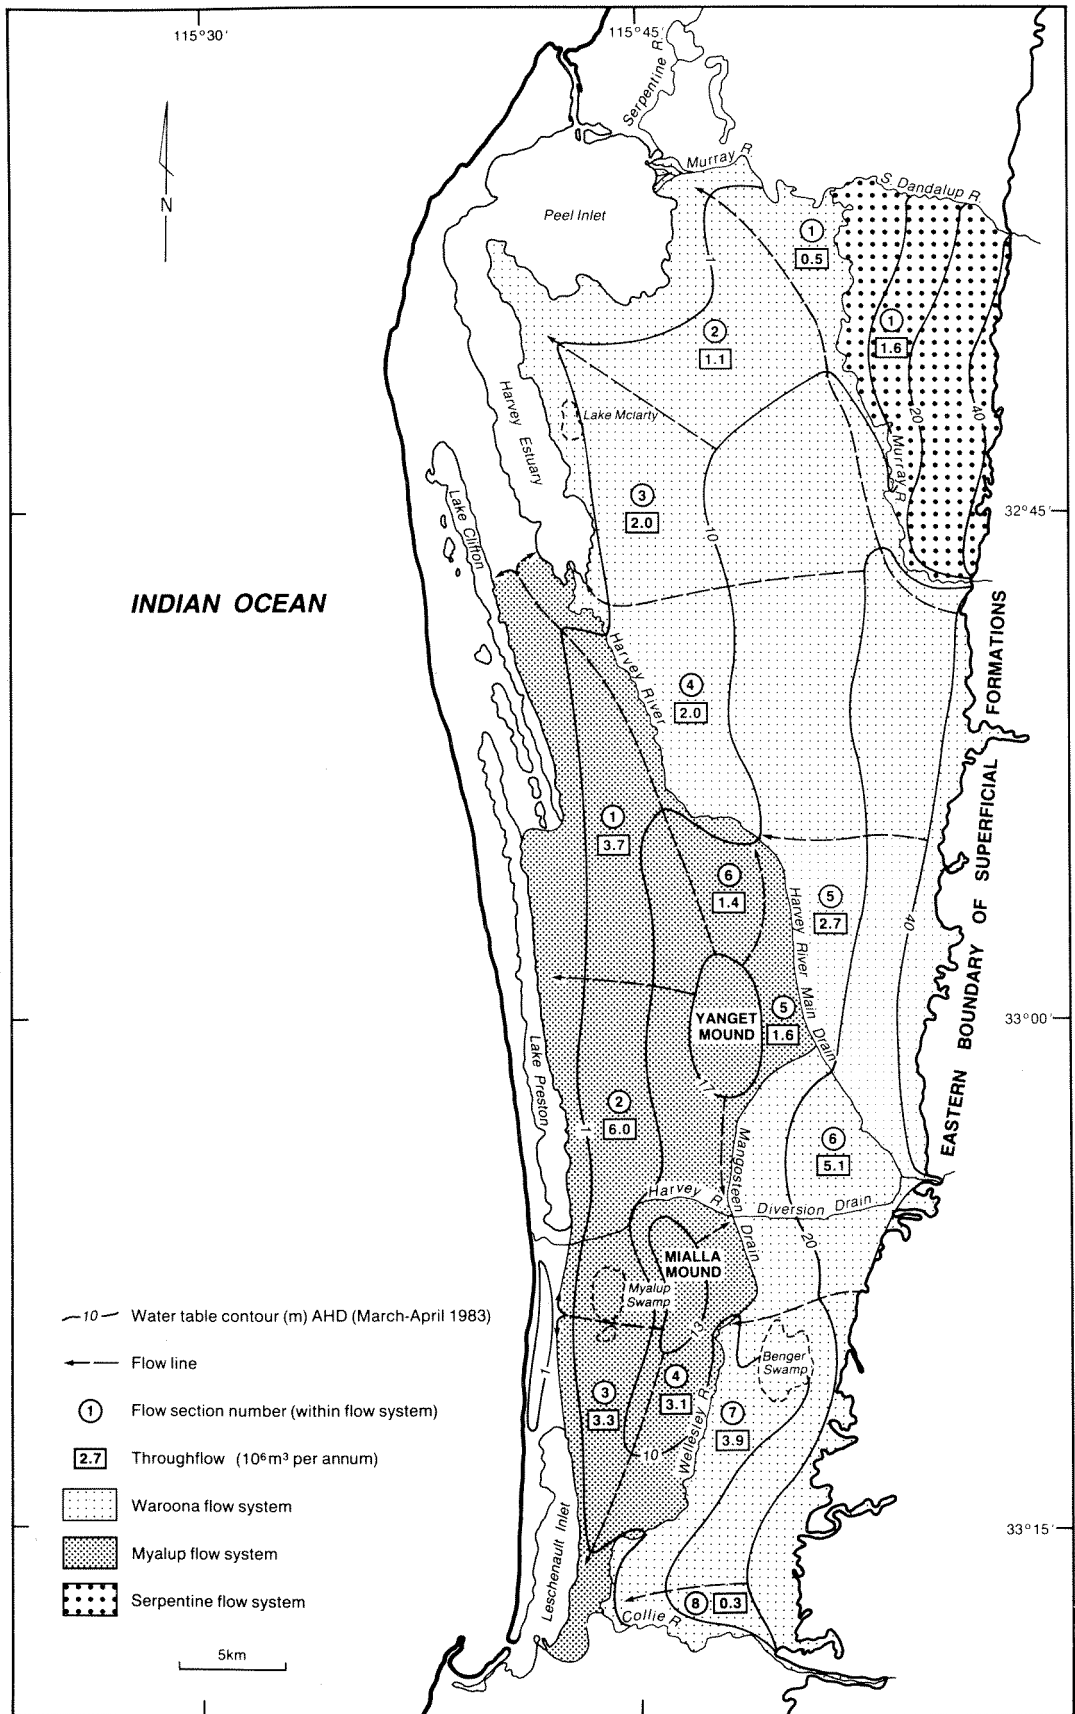 115°30'
115°45'
Serpentine R.
Murray R.
S. Dandalup R.
N
Peel Inlet
1
0.5
1
1
1.6
2
1.1
Harvey Estuary
Lake Mclarty
20
40
Murray R.
Lake Clifton
3
2.0
10
32°45'
INDIAN OCEAN
Harvey River
4
2.0
EASTERN BOUNDARY OF SUPERFICIAL FORMATIONS
1
3.7
6
1.4
Harvey River Main Drain
5
2.7
40
YANGET
MOUND
5
1.6
33°00'
Lake Preston
17
2
6.0
1
Mangosteen Drain
6
5.1
Harvey R.
Diversion Drain
20
MIALLA
MOUND
Myalup
Swamp
13
Benger
Swamp
1
3
3.3
4
3.1
10
Wellesley R.
7
3.9
Leschenault Inlet
33°15'
8
0.3
Collie R.
10 Water table contour (m) AHD (March-April 1983)
Flow line
1 Flow section number (within flow system)
2.7 Throughflow (10⁶m³ per annum)
Waroona flow system
Myalup flow system
Serpentine flow system
5km